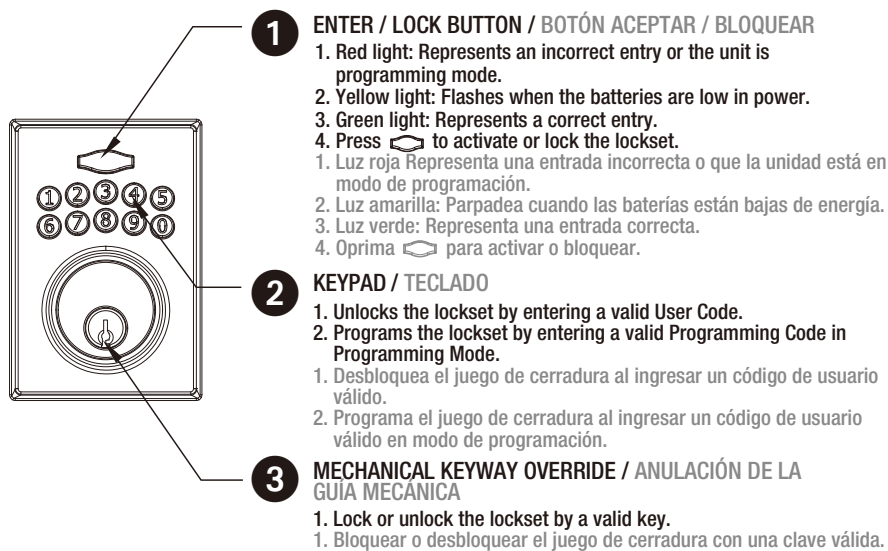 1
ENTER / LOCK BUTTON / BOTÓN ACEPTAR / BLOQUEAR
1. Red light: Represents an incorrect entry or the unit is
programming mode.
2. Yellow light: Flashes when the batteries are low in power.
3. Green light: Represents a correct entry.
4. Press to activate or lock the lockset.
1. Luz roja Representa una entrada incorrecta o que la unidad está en
modo de programación.
2. Luz amarilla: Parpadea cuando las baterías están bajas de energía.
3. Luz verde: Representa una entrada correcta.
4. Oprima para activar o bloquear.
1 2 3 4 5
6 7 8 9 0
2
KEYPAD / TECLADO
1. Unlocks the lockset by entering a valid User Code.
2. Programs the lockset by entering a valid Programming Code in
Programming Mode.
1. Desbloquea el juego de cerradura al ingresar un código de usuario
válido.
2. Programa el juego de cerradura al ingresar un código de usuario
válido en modo de programación.
3
MECHANICAL KEYWAY OVERRIDE / ANULACIÓN DE LA
GUÍA MECÁNICA
1. Lock or unlock the lockset by a valid key.
1. Bloquear o desbloquear el juego de cerradura con una clave válida.